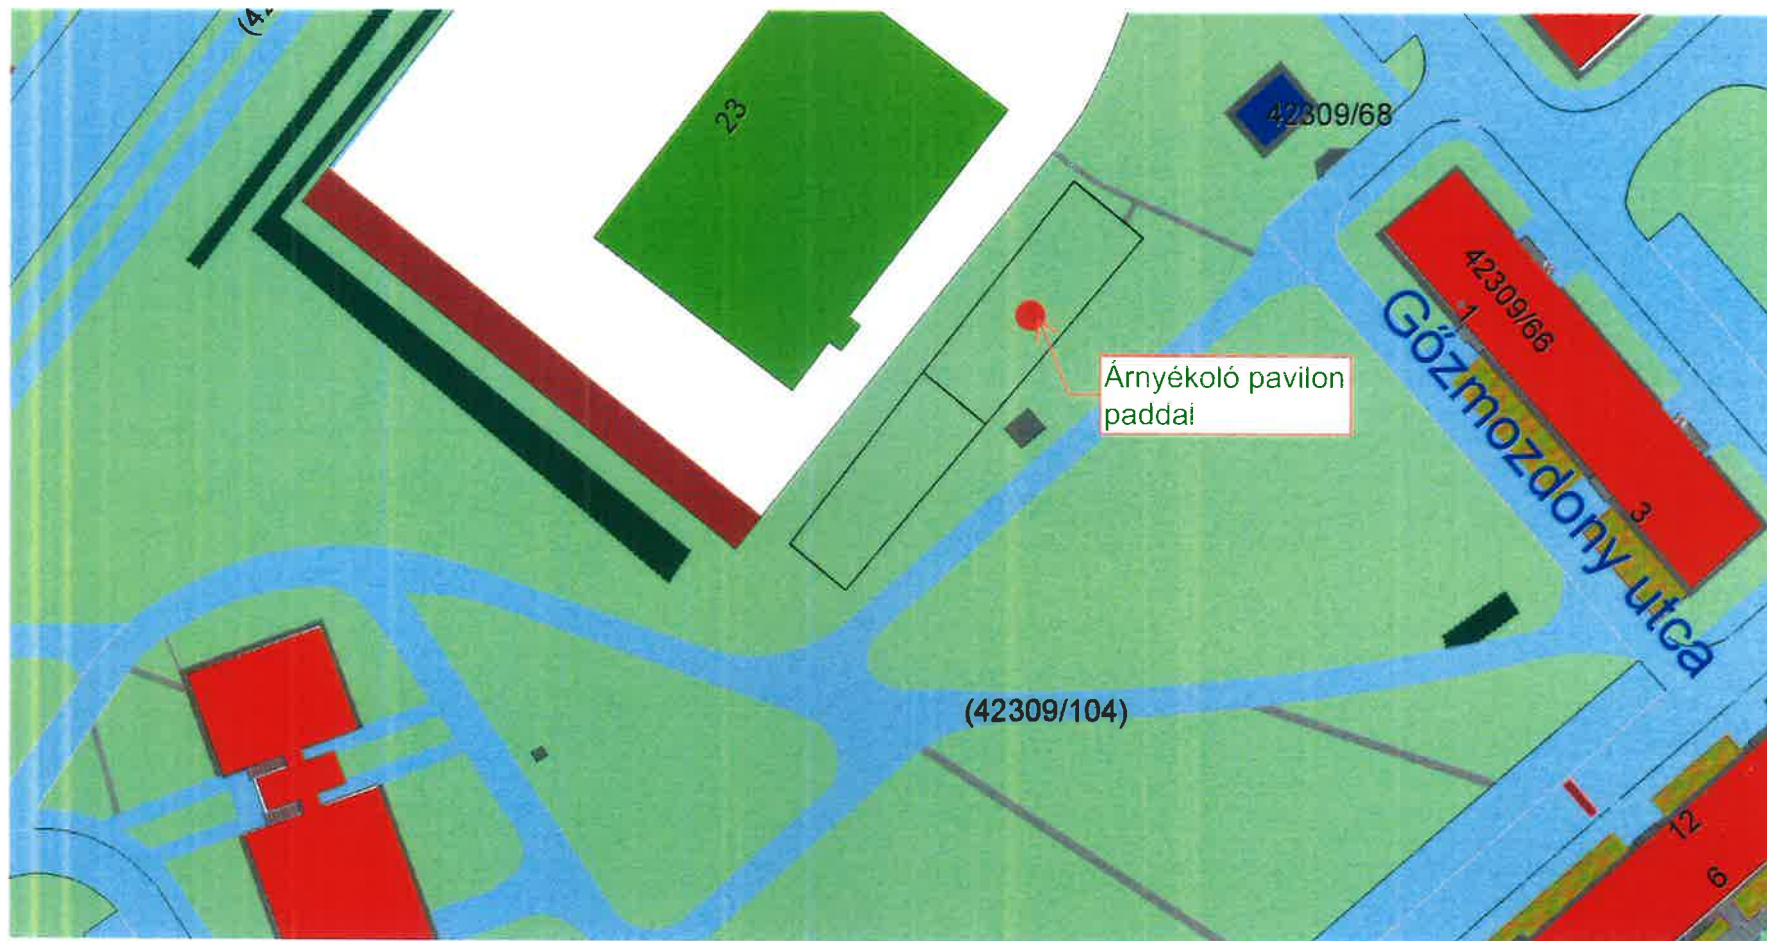 23
42309/68
42309/66
1
Gőzmozdony utca
3
Árnyékoló pavilon
paddal
(42309/104)
12
6